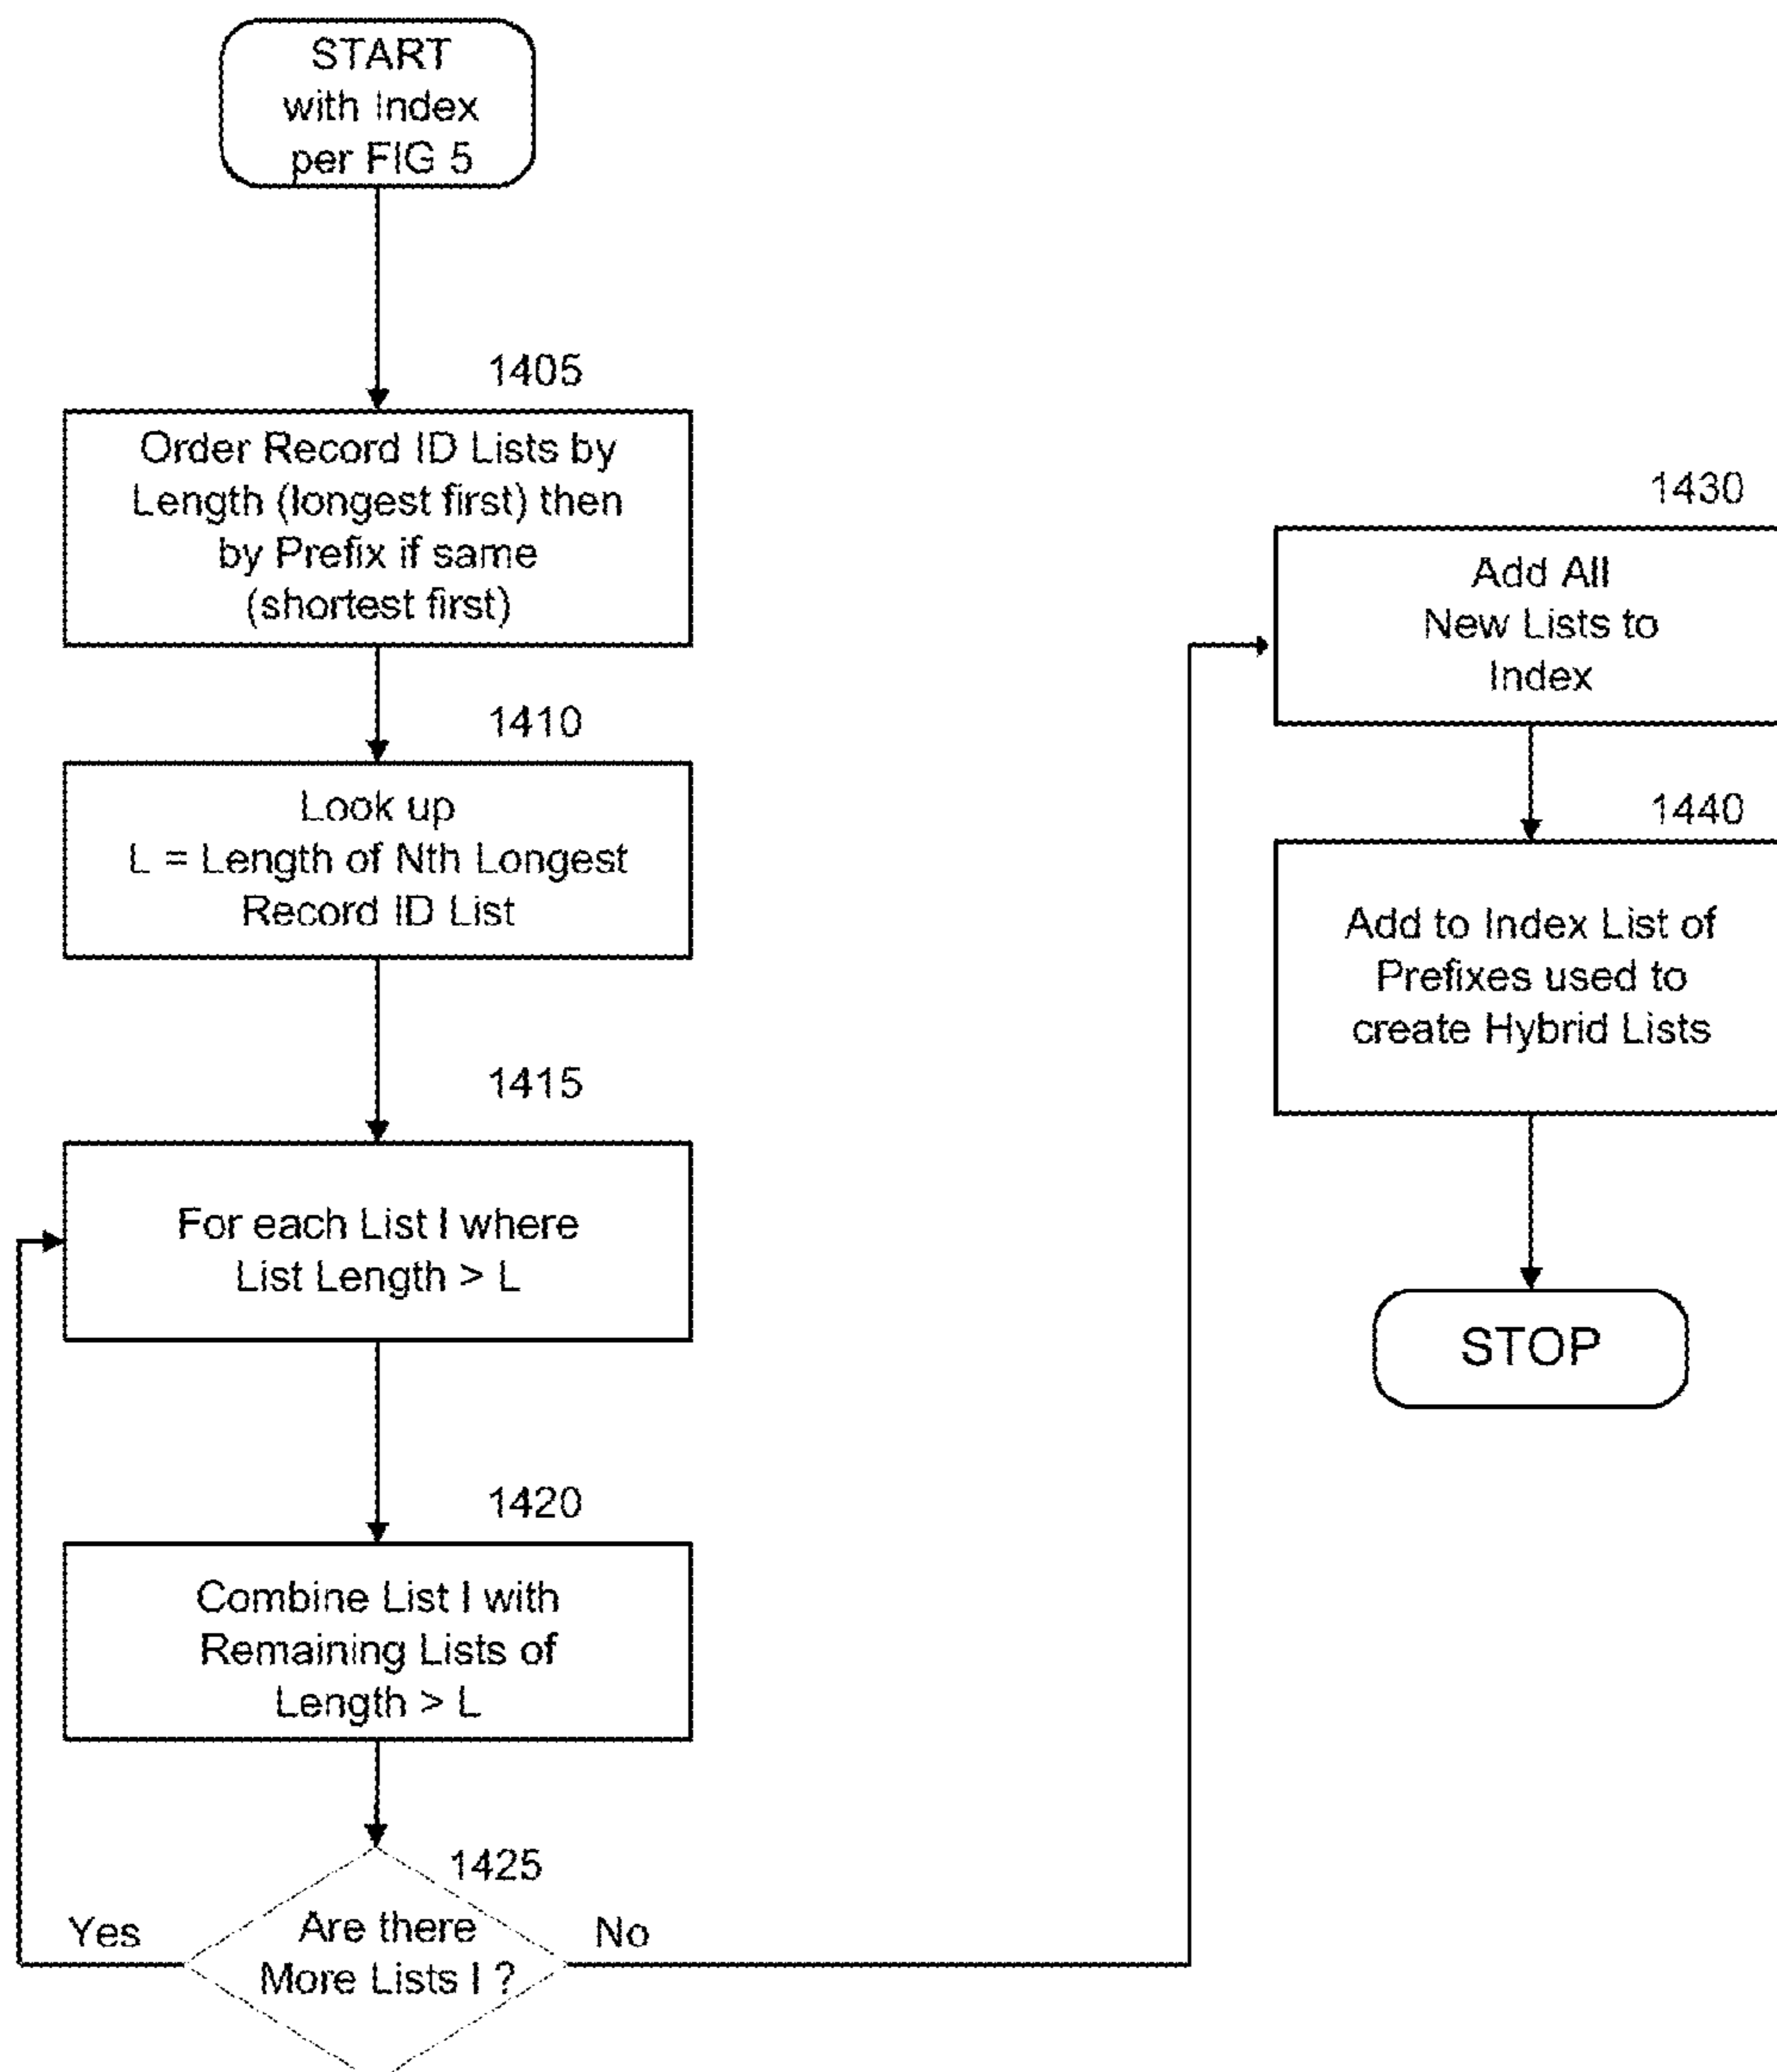 START
with Index
per FIG 5
1405
Order Record ID Lists by
Length (longest first) then
by Prefix if same
(shortest first)
1410
Look up
L = Length of Nth Longest
Record ID List
1415
For each List I where
List Length > L
1420
Combine List I with
Remaining Lists of
Length > L
1425
Are there
More Lists I ?
Yes
No
1430
Add All
New Lists to
Index
1440
Add to Index List of
Prefixes used to
create Hybrid Lists
STOP